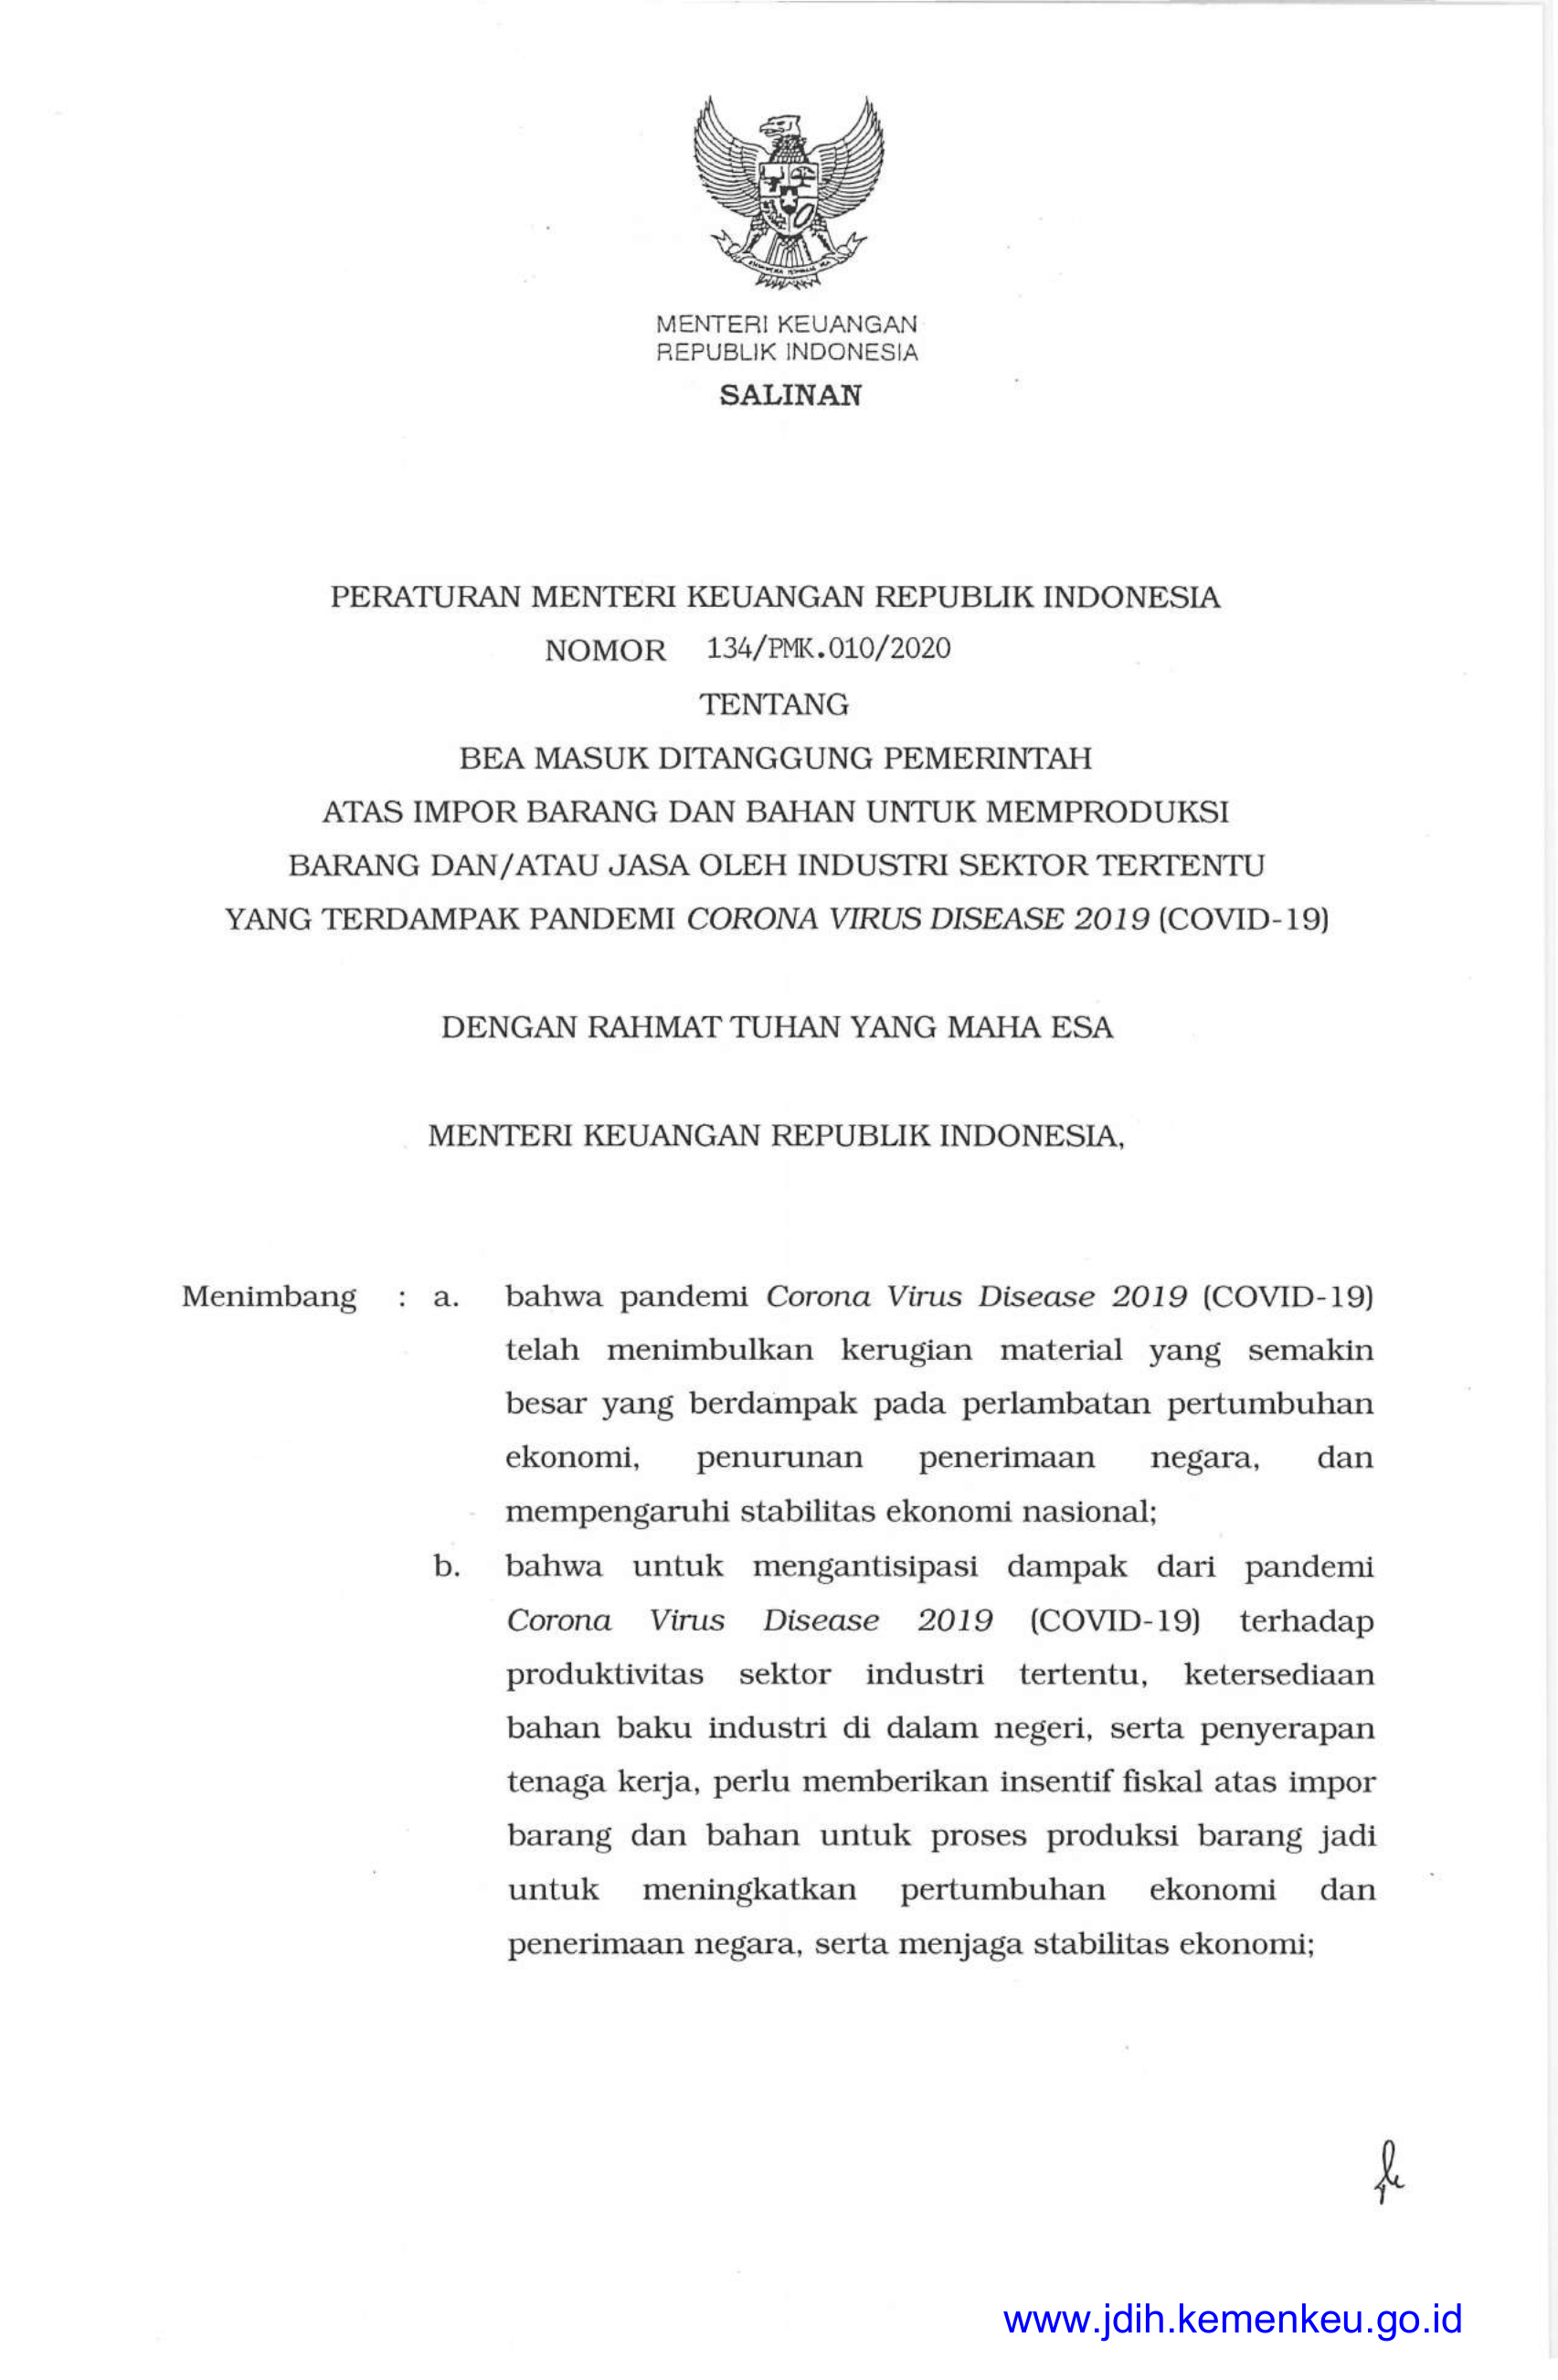 MENTERI KEUANGAN
REPUBLIK INDONESIA
SALINAN
PERATURAN MENTERI KEUANGAN REPUBLIK INDONESIA
NOMOR 134/PMK.010/2020
TENTANG
BEA MASUK DITANGGUNG PEMERINTAH
ATAS IMPOR BARANG DAN BAHAN UNTUK MEMPRODUKSI
BARANG DAN/ATAU JASA OLEH INDUSTRI SEKTOR TERTENTU
YANG TERDAMPAK PANDEMI CORONA VIRUS DISEASE 2019 (COVID-19)
DENGAN RAHMAT TUHAN YANG MAHA ESA
MENTERI KEUANGAN REPUBLIK INDONESIA,
Menimbang : a. bahwa pandemi Corona Virus Disease 2019 (COVID-19)
telah menimbulkan kerugian material yang semakin
besar yang berdampak pada perlambatan pertumbuhan
ekonomi, penurunan penerimaan negara, dan
mempengaruhi stabilitas ekonomi nasional;
b. bahwa untuk mengantisipasi dampak dari pandemi
Corona Virus Disease 2019 (COVID-19) terhadap
produktivitas sektor industri tertentu, ketersediaan
bahan baku industri di dalam negeri, serta penyerapan
tenaga kerja, perlu memberikan insentif fiskal atas impor
barang dan bahan untuk proses produksi barang jadi
untuk meningkatkan pertumbuhan ekonomi dan
penerimaan negara, serta menjaga stabilitas ekonomi;
www.jdih.kemenkeu.go.id